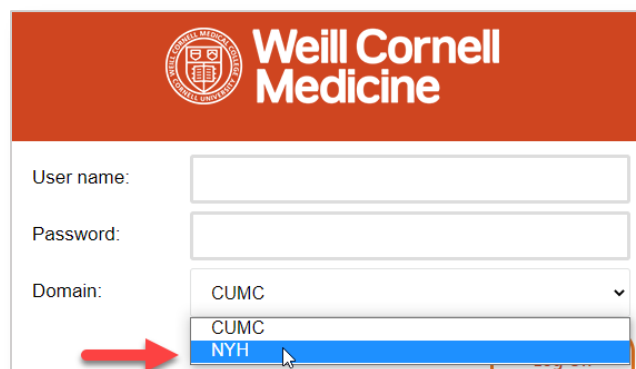 Weill Cornell
Medicine
User name:
Password:
Domain:
CUMC
CUMC
NYH